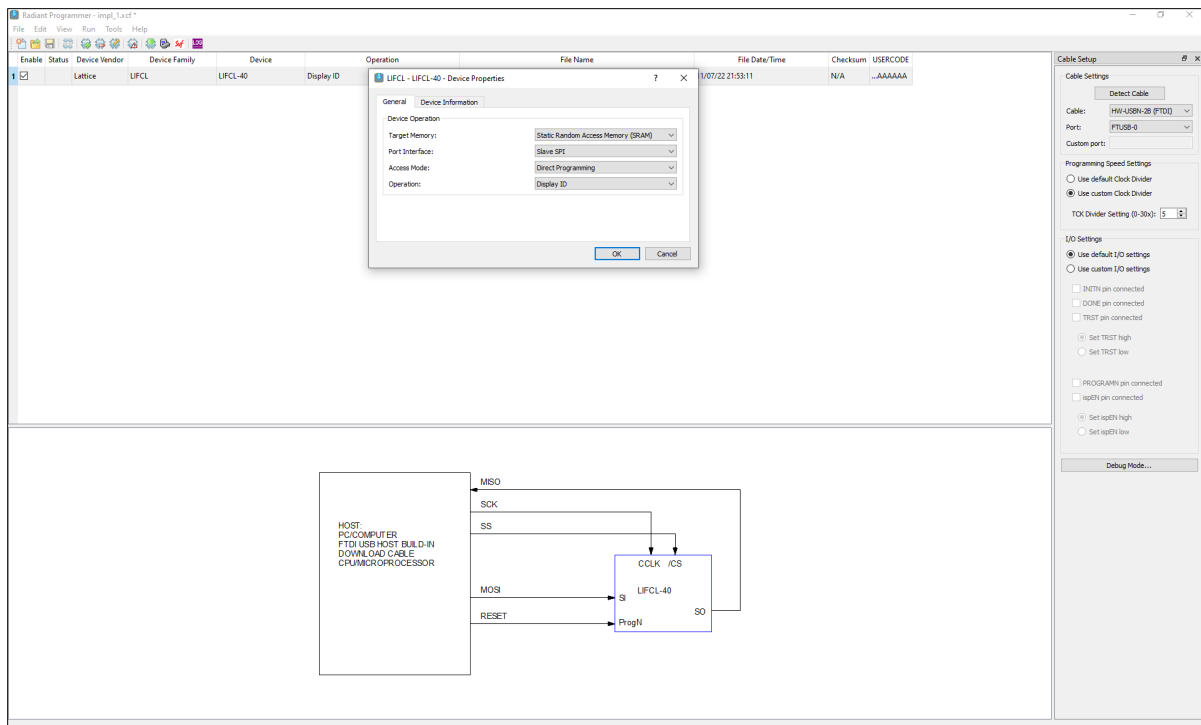 Radiant Programmer - impl_1.xcf *
File Edit View Run Tools Help
LOG
Enable Status Device Vendor Device Family Device Operation File Name File Date/Time Checksum USERCODE
1 Lattice LIFCL LIFCL-40 Display ID 1/07/22 21:53:11 N/A ...AAAAAA
LIFCL - LIFCL-40 - Device Properties ? ×
General Device Information
Device Operation
Target Memory: Static Random Access Memory (SRAM)
Port Interface: Slave SPI
Access Mode: Direct Programming
Operation: Display ID
OK Cancel
Cable Setup
Cable Settings
Detect Cable
Cable: HW-USBN-2B (FTDI)
Port: FTUSB-0
Custom port:
Programming Speed Settings
Use default Clock Divider
Use custom Clock Divider
TCK Divider Setting (0-30x): 5
I/O Settings
Use default I/O settings
Use custom I/O settings
INITN pin connected
DONE pin connected
TRST pin connected
Set TRST high
Set TRST low
PROGRAMN pin connected
ispEN pin connected
Set ispEN high
Set ispEN low
Debug Mode...
MISO
SCK
SS
HOST:
PC/COMPUTER
FTDI USB HOST BUILD-IN
DOWNLOAD CABLE
CPU/MICROPROCESSOR
CCLK /CS
MOSI
LIFCL-40
SI
SO
RESET
ProgN